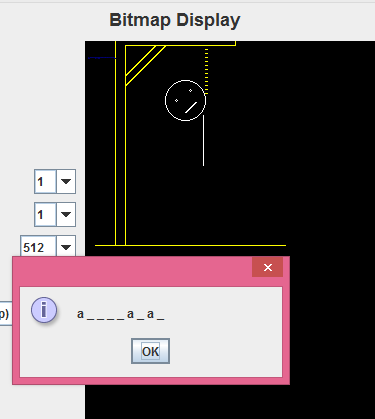 Bitmap Display
1
1
512
p)
a _ _ _ _ a _ a _
OK